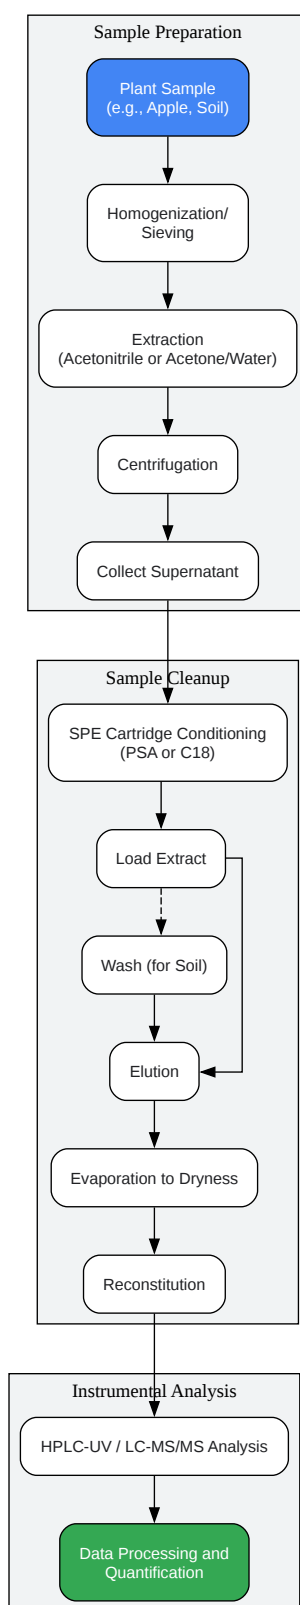 Sample Preparation
Plant Sample
(e.g., Apple, Soil)
Homogenization/
Sieving
Extraction
(Acetonitrile or Acetone/Water)
Centrifugation
Collect Supernatant
Sample Cleanup
SPE Cartridge Conditioning
(PSA or C18)
Load Extract
Wash (for Soil)
Elution
Evaporation to Dryness
Reconstitution
Instrumental Analysis
HPLC-UV / LC-MS/MS Analysis
Data Processing and
Quantification